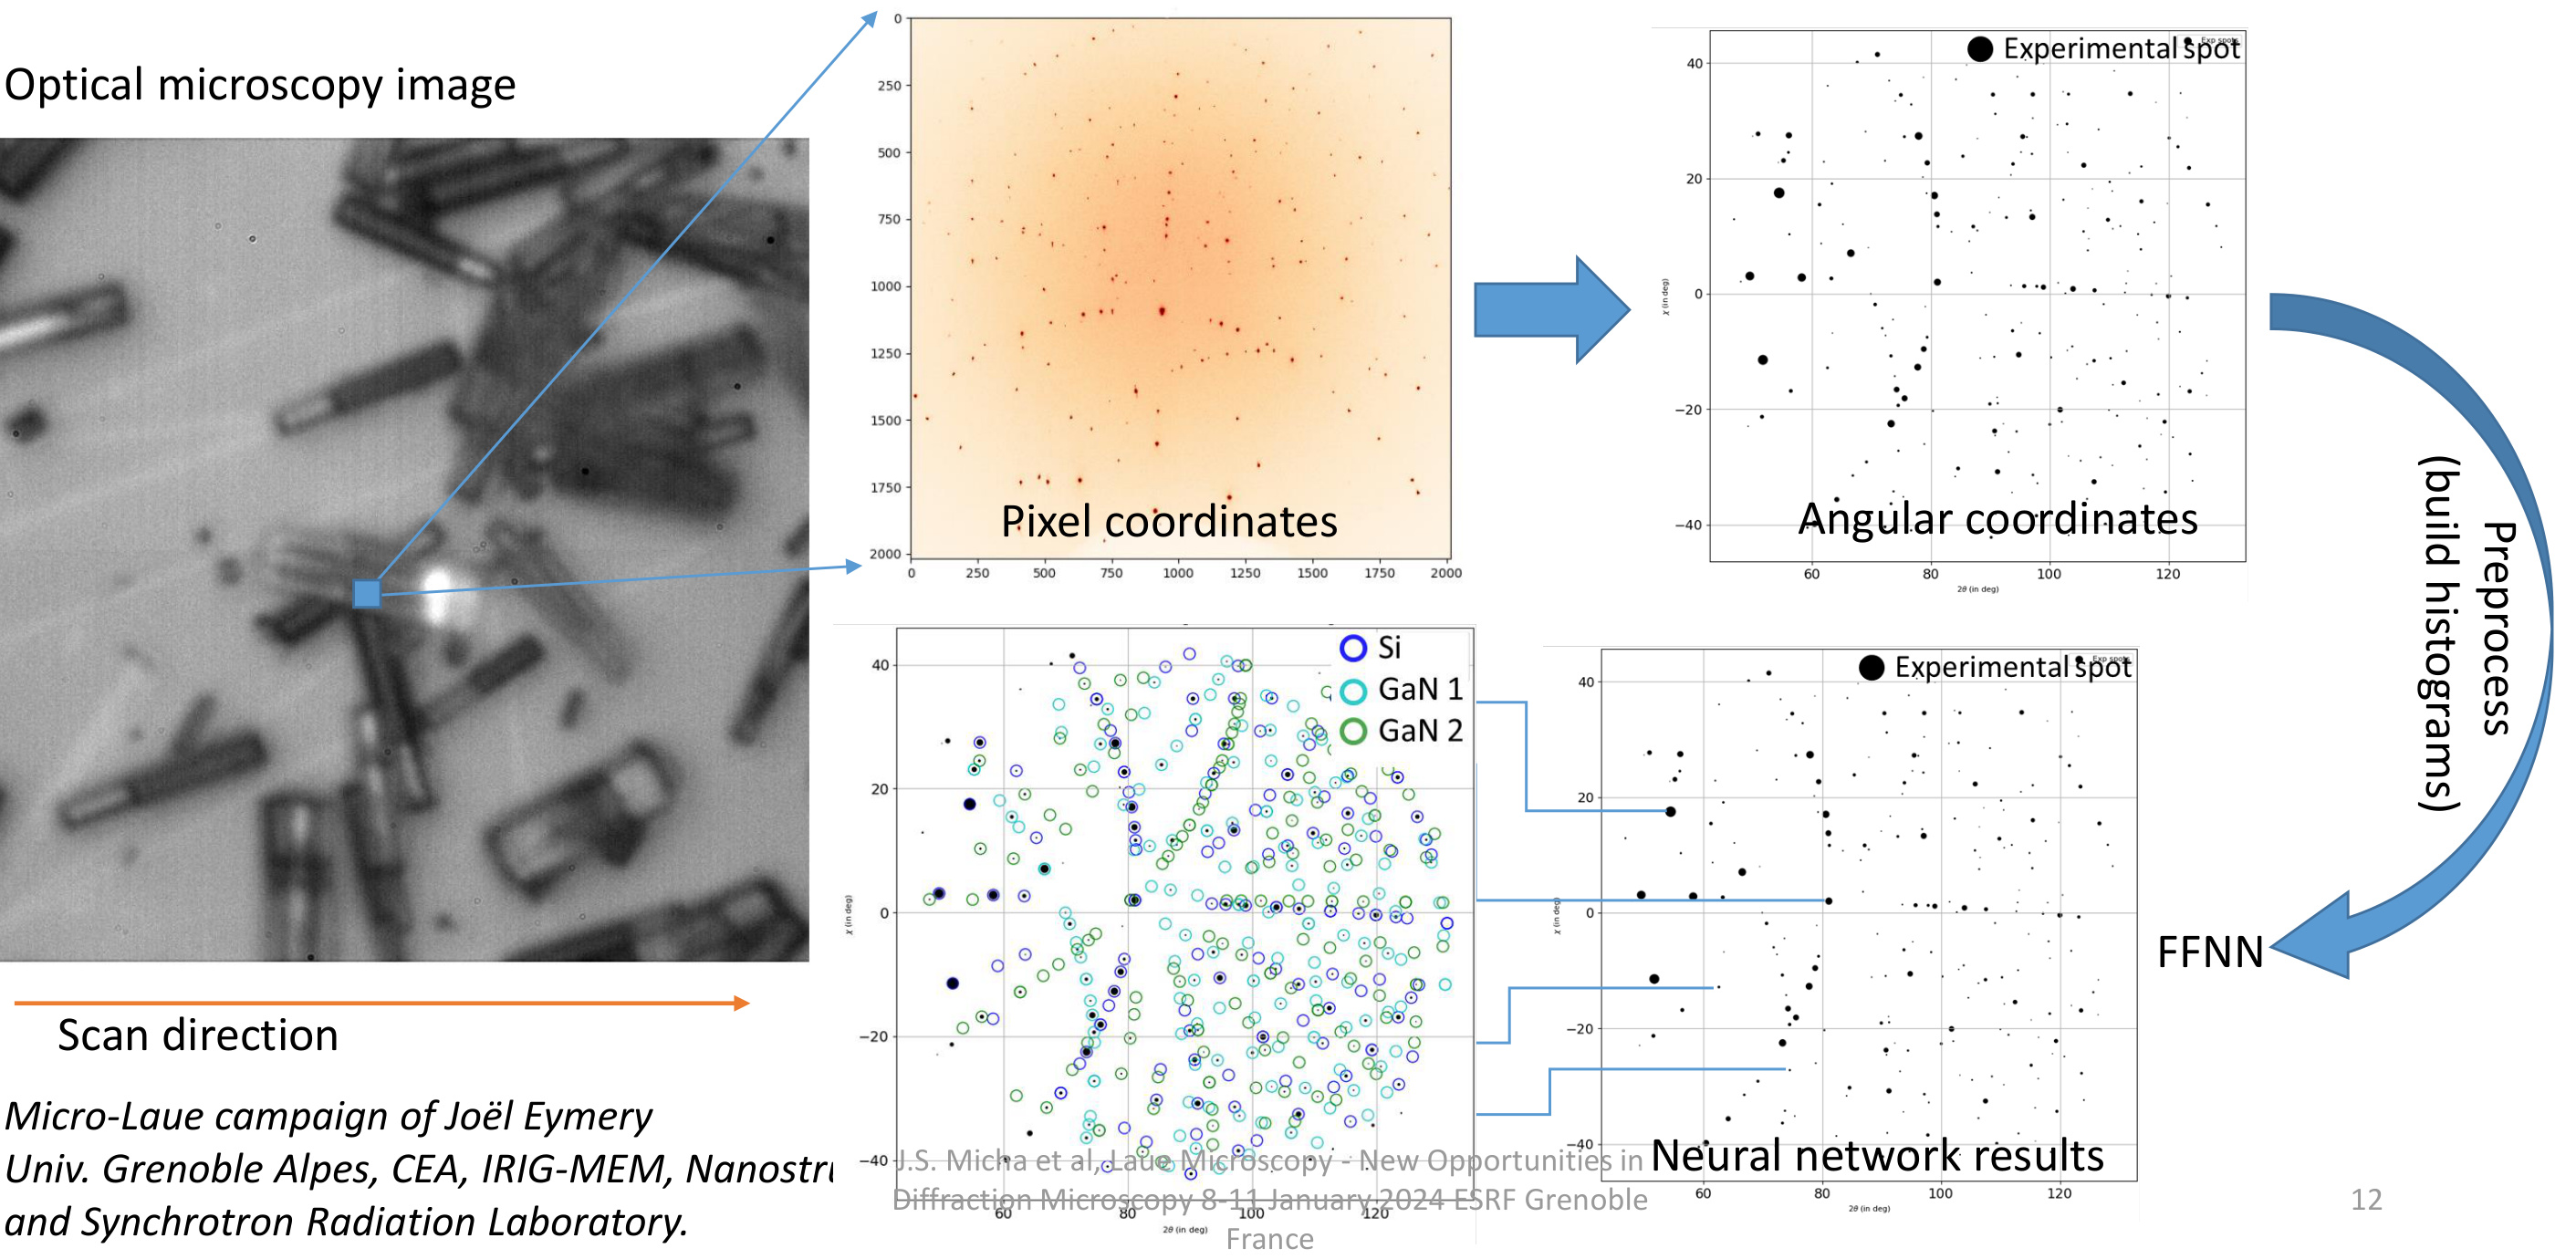 Optical microscopy image
Scan direction
Micro-Laue campaign of Joël Eymery
Univ. Grenoble Alpes, CEA, IRIG-MEM, Nanostru
and Synchrotron Radiation Laboratory.
0
250
500
750
1000
1250
1500
1750
2000
Pixel coordinates
0 250 500 750 1000 1250 1500 1750 2000
Experimental spot
Exp spots
40
20
0
−20
−40
χ (in deg)
Angular coordinates
60 80 100 120
2θ (in deg)
Preprocess
(build histograms)
FFNN
Experimental spot
Exp spots
40
20
0
−20
−40
χ (in deg)
Neural network results
60 80 100 120
2θ (in deg)
Si
GaN 1
GaN 2
40
20
0
−20
−40
χ (in deg)
60 80 100 120
2θ (in deg)
J.S. Micha et al, Laue Microscopy - New Opportunities in
Diffraction Microscopy 8-11 January 2024 ESRF Grenoble
France
12